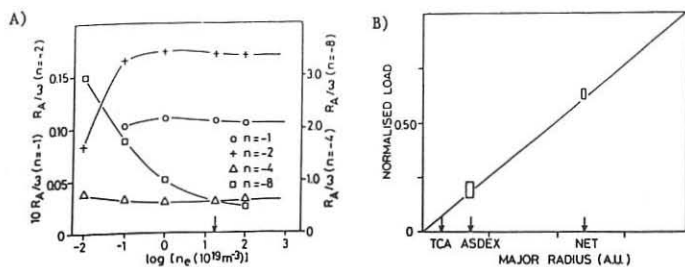 A)
10 R_A/ω (n=-1) R_A/ω (n=-2)
0.15
0.10
0.05
0.00
R_A/ω (n=-4) R_A/ω (n=-8)
3.0
2.0
1.0
0.0
○ n=-1
+ n=-2
△ n=-4
□ n=-8
-2 -1 0 1 2 3
log [n_e (10^19 m^-3)]
B)
NORMALISED LOAD
0.50
TCA ASDEX NET
MAJOR RADIUS (A.U.)